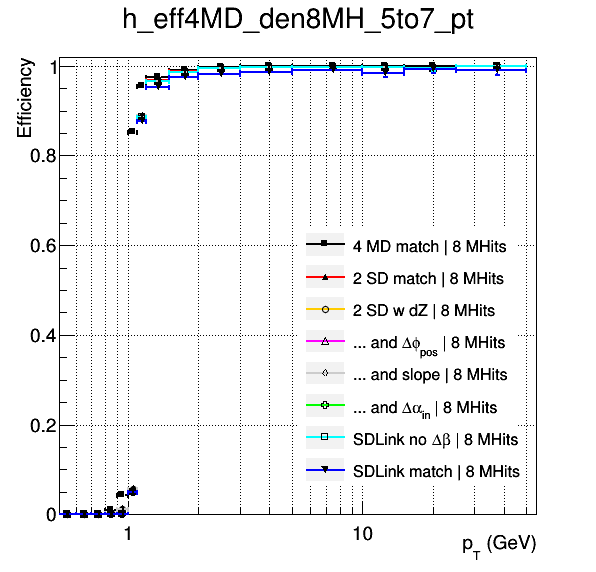 h_eff4MD_den8MH_5to7_pt
Efficiency
1
0.8
0.6
0.4
0.2
0
4 MD match | 8 MHits
2 SD match | 8 MHits
2 SD w dZ | 8 MHits
... and Δϕpos | 8 MHits
... and slope | 8 MHits
... and Δαin | 8 MHits
SDLink no Δβ | 8 MHits
SDLink match | 8 MHits
1 10
pT (GeV)